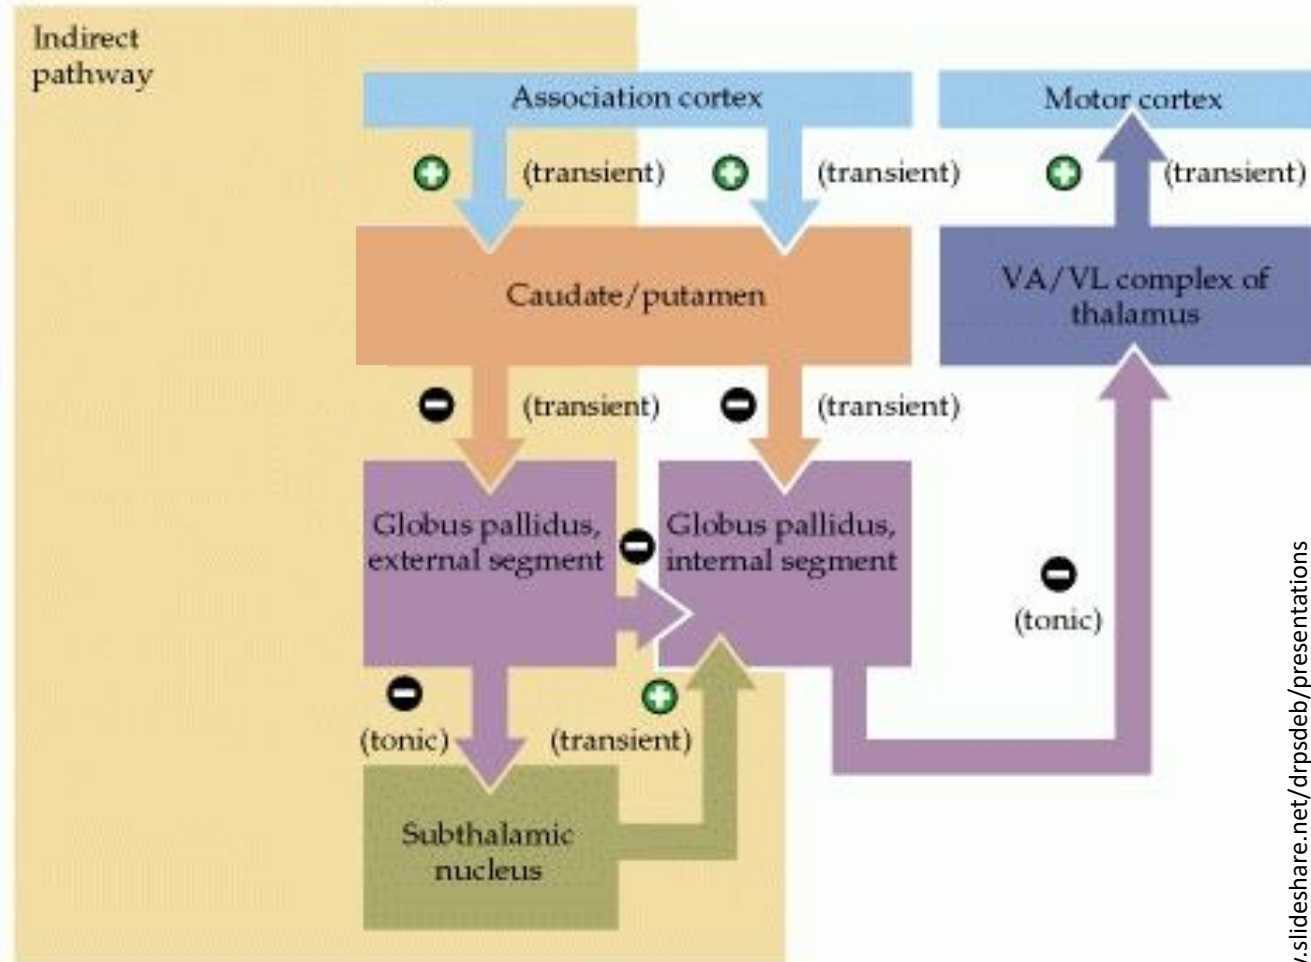 Indirect
pathway
Association cortex
Motor cortex
(transient)
(transient)
(transient)
Caudate/putamen
VA/VL complex of
thalamus
(transient)
(transient)
Globus pallidus,
external segment
Globus pallidus,
internal segment
(tonic)
(tonic)
(transient)
Subthalamic
nucleus
.slideshare.net/drpsdeb/presentations